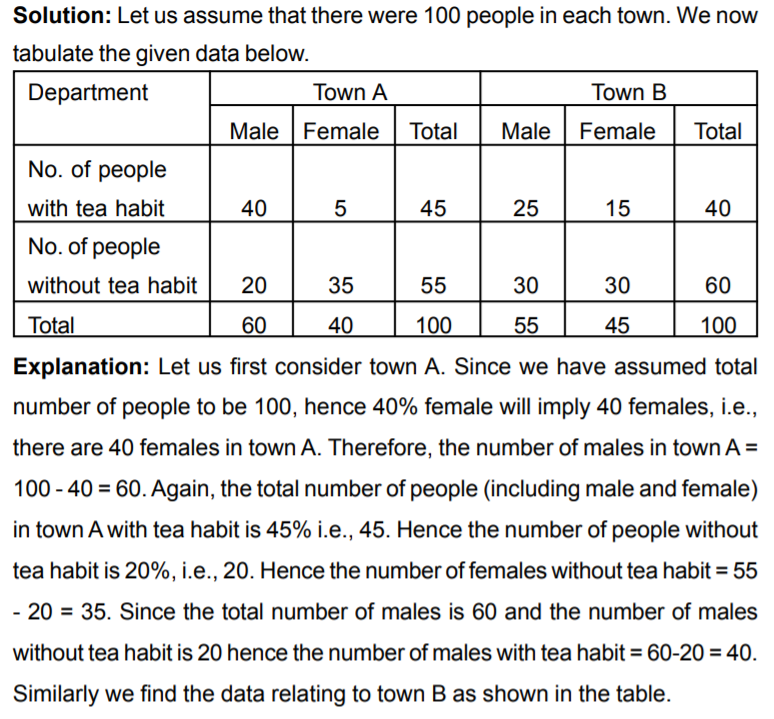 Solution: Let us assume that there were 100 people in each town. We now
tabulate the given data below.
Department Town A Town B
Male Female Total Male Female Total
No. of people
with tea habit 40 5 45 25 15 40
No. of people
without tea habit 20 35 55 30 30 60
Total 60 40 100 55 45 100
Explanation: Let us first consider town A. Since we have assumed total
number of people to be 100, hence 40% female will imply 40 females, i.e.,
there are 40 females in town A. Therefore, the number of males in town A =
100 - 40 = 60. Again, the total number of people (including male and female)
in town A with tea habit is 45% i.e., 45. Hence the number of people without
tea habit is 20%, i.e., 20. Hence the number of females without tea habit = 55
- 20 = 35. Since the total number of males is 60 and the number of males
without tea habit is 20 hence the number of males with tea habit = 60-20 = 40.
Similarly we find the data relating to town B as shown in the table.